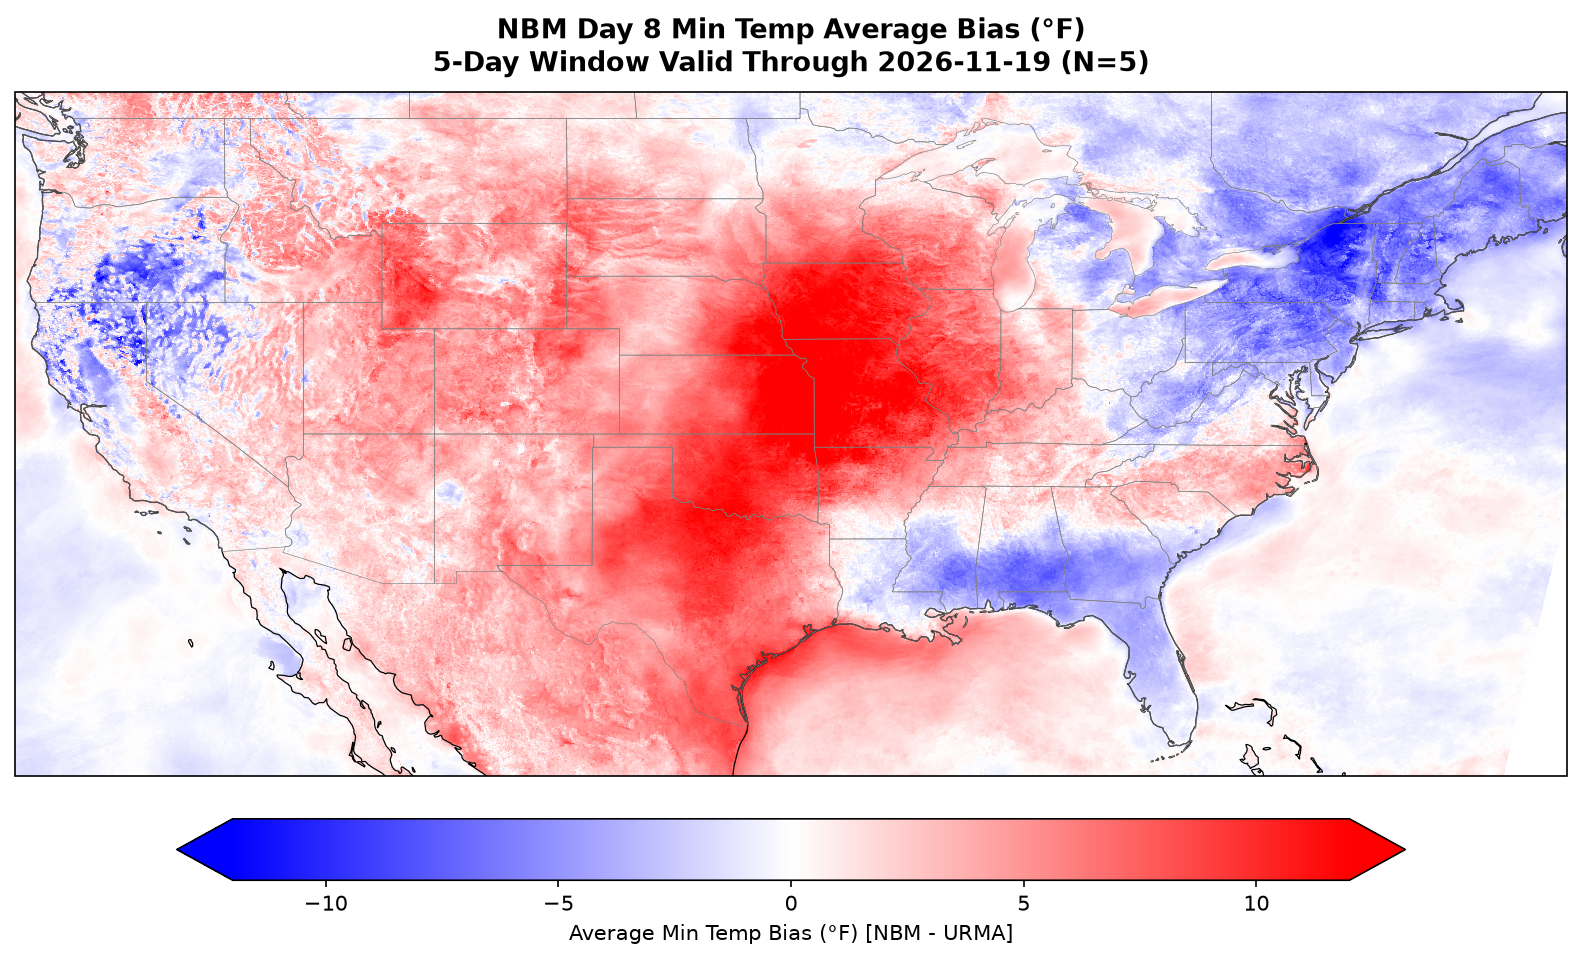 NBM Day 8 Min Temp Average Bias (°F)
5-Day Window Valid Through 2026-11-19 (N=5)
−10 −5 0 5 10
Average Min Temp Bias (°F) [NBM - URMA]